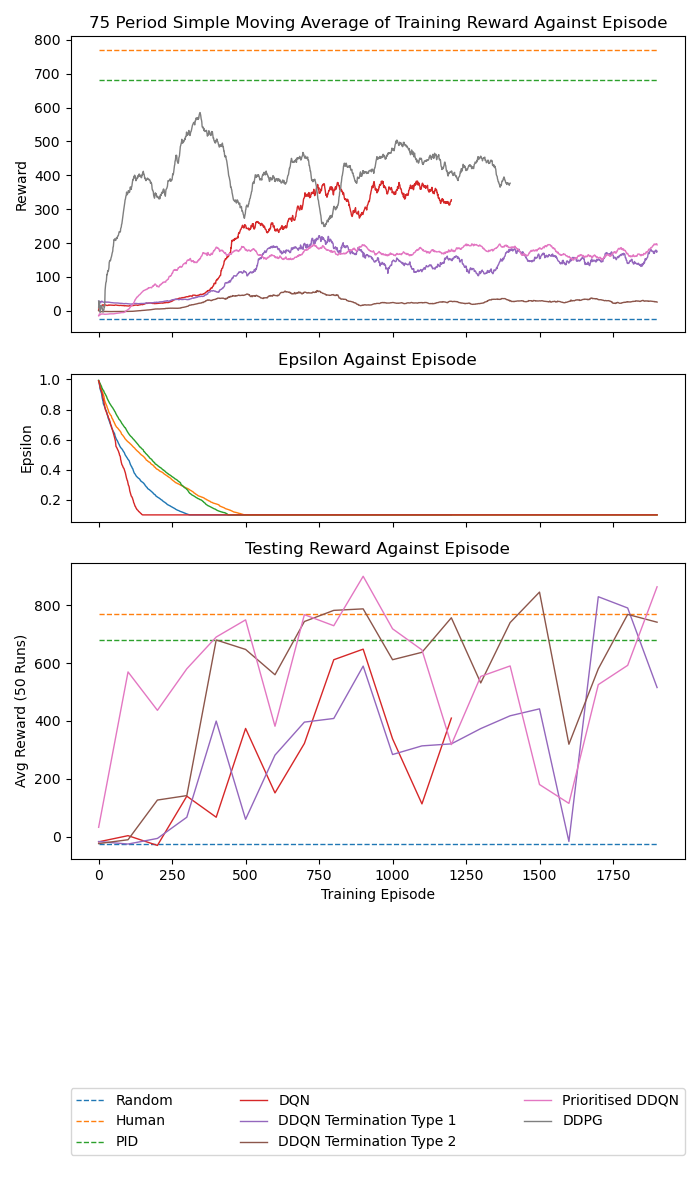 75 Period Simple Moving Average of Training Reward Against Episode
800
700
600
500
400
300
200
100
0
Reward
Epsilon Against Episode
1.0
0.8
0.6
0.4
0.2
Epsilon
Testing Reward Against Episode
800
600
400
200
0
Avg Reward (50 Runs)
0 250 500 750 1000 1250 1500 1750
Training Episode
Random DQN Prioritised DDQN
Human DDQN Termination Type 1 DDPG
PID DDQN Termination Type 2